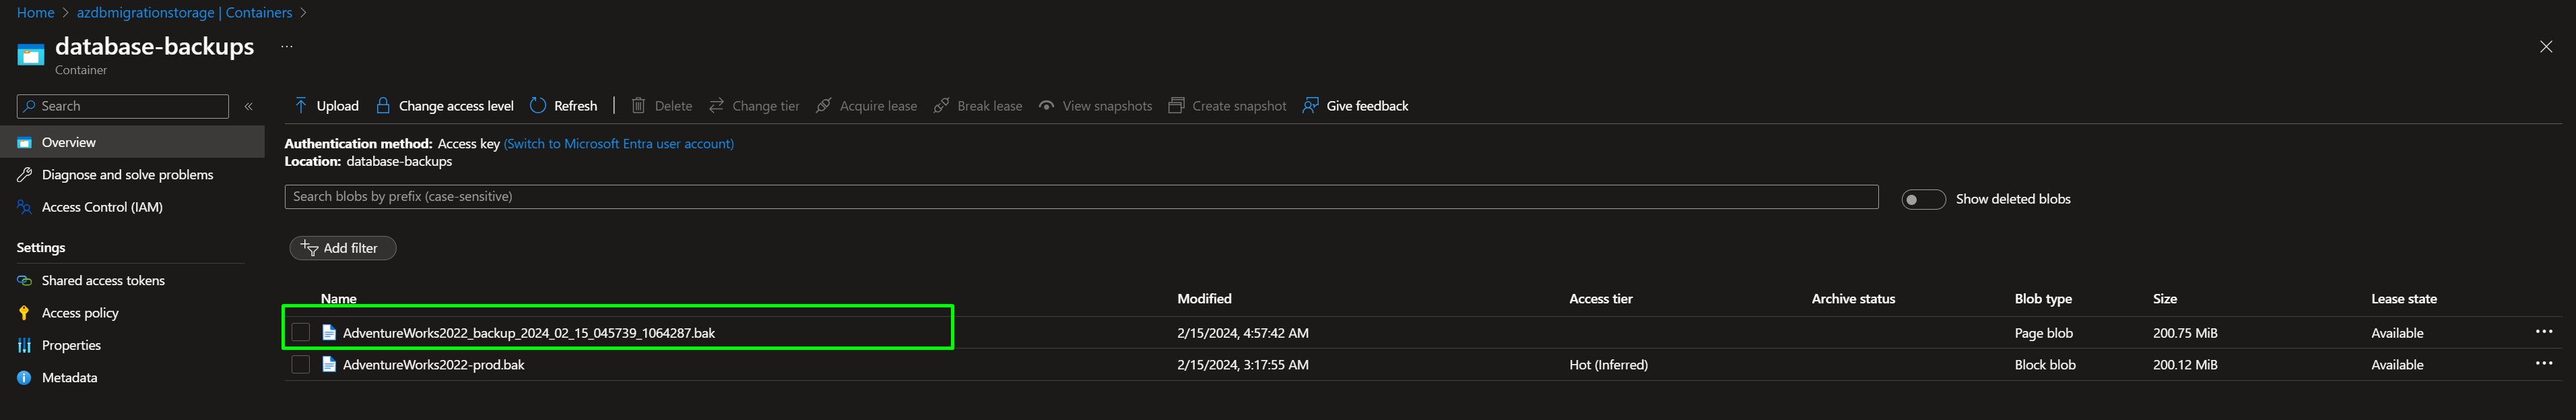 Home > azdbmigrationstorage | Containers >
database-backups ...
Container
Search «
Upload Change access level Refresh | Delete Change tier Acquire lease Break lease View snapshots Create snapshot Give feedback
Overview
Diagnose and solve problems
Access Control (IAM)
Settings
Shared access tokens
Access policy
Properties
Metadata
Authentication method: Access key (Switch to Microsoft Entra user account)
Location: database-backups
Search blobs by prefix (case-sensitive)
Show deleted blobs
Add filter
Name Modified Access tier Archive status Blob type Size Lease state
AdventureWorks2022_backup_2024_02_15_045739_1064287.bak 2/15/2024, 4:57:42 AM Page blob 200.75 MiB Available ...
AdventureWorks2022-prod.bak 2/15/2024, 3:17:55 AM Hot (Inferred) Block blob 200.12 MiB Available ...